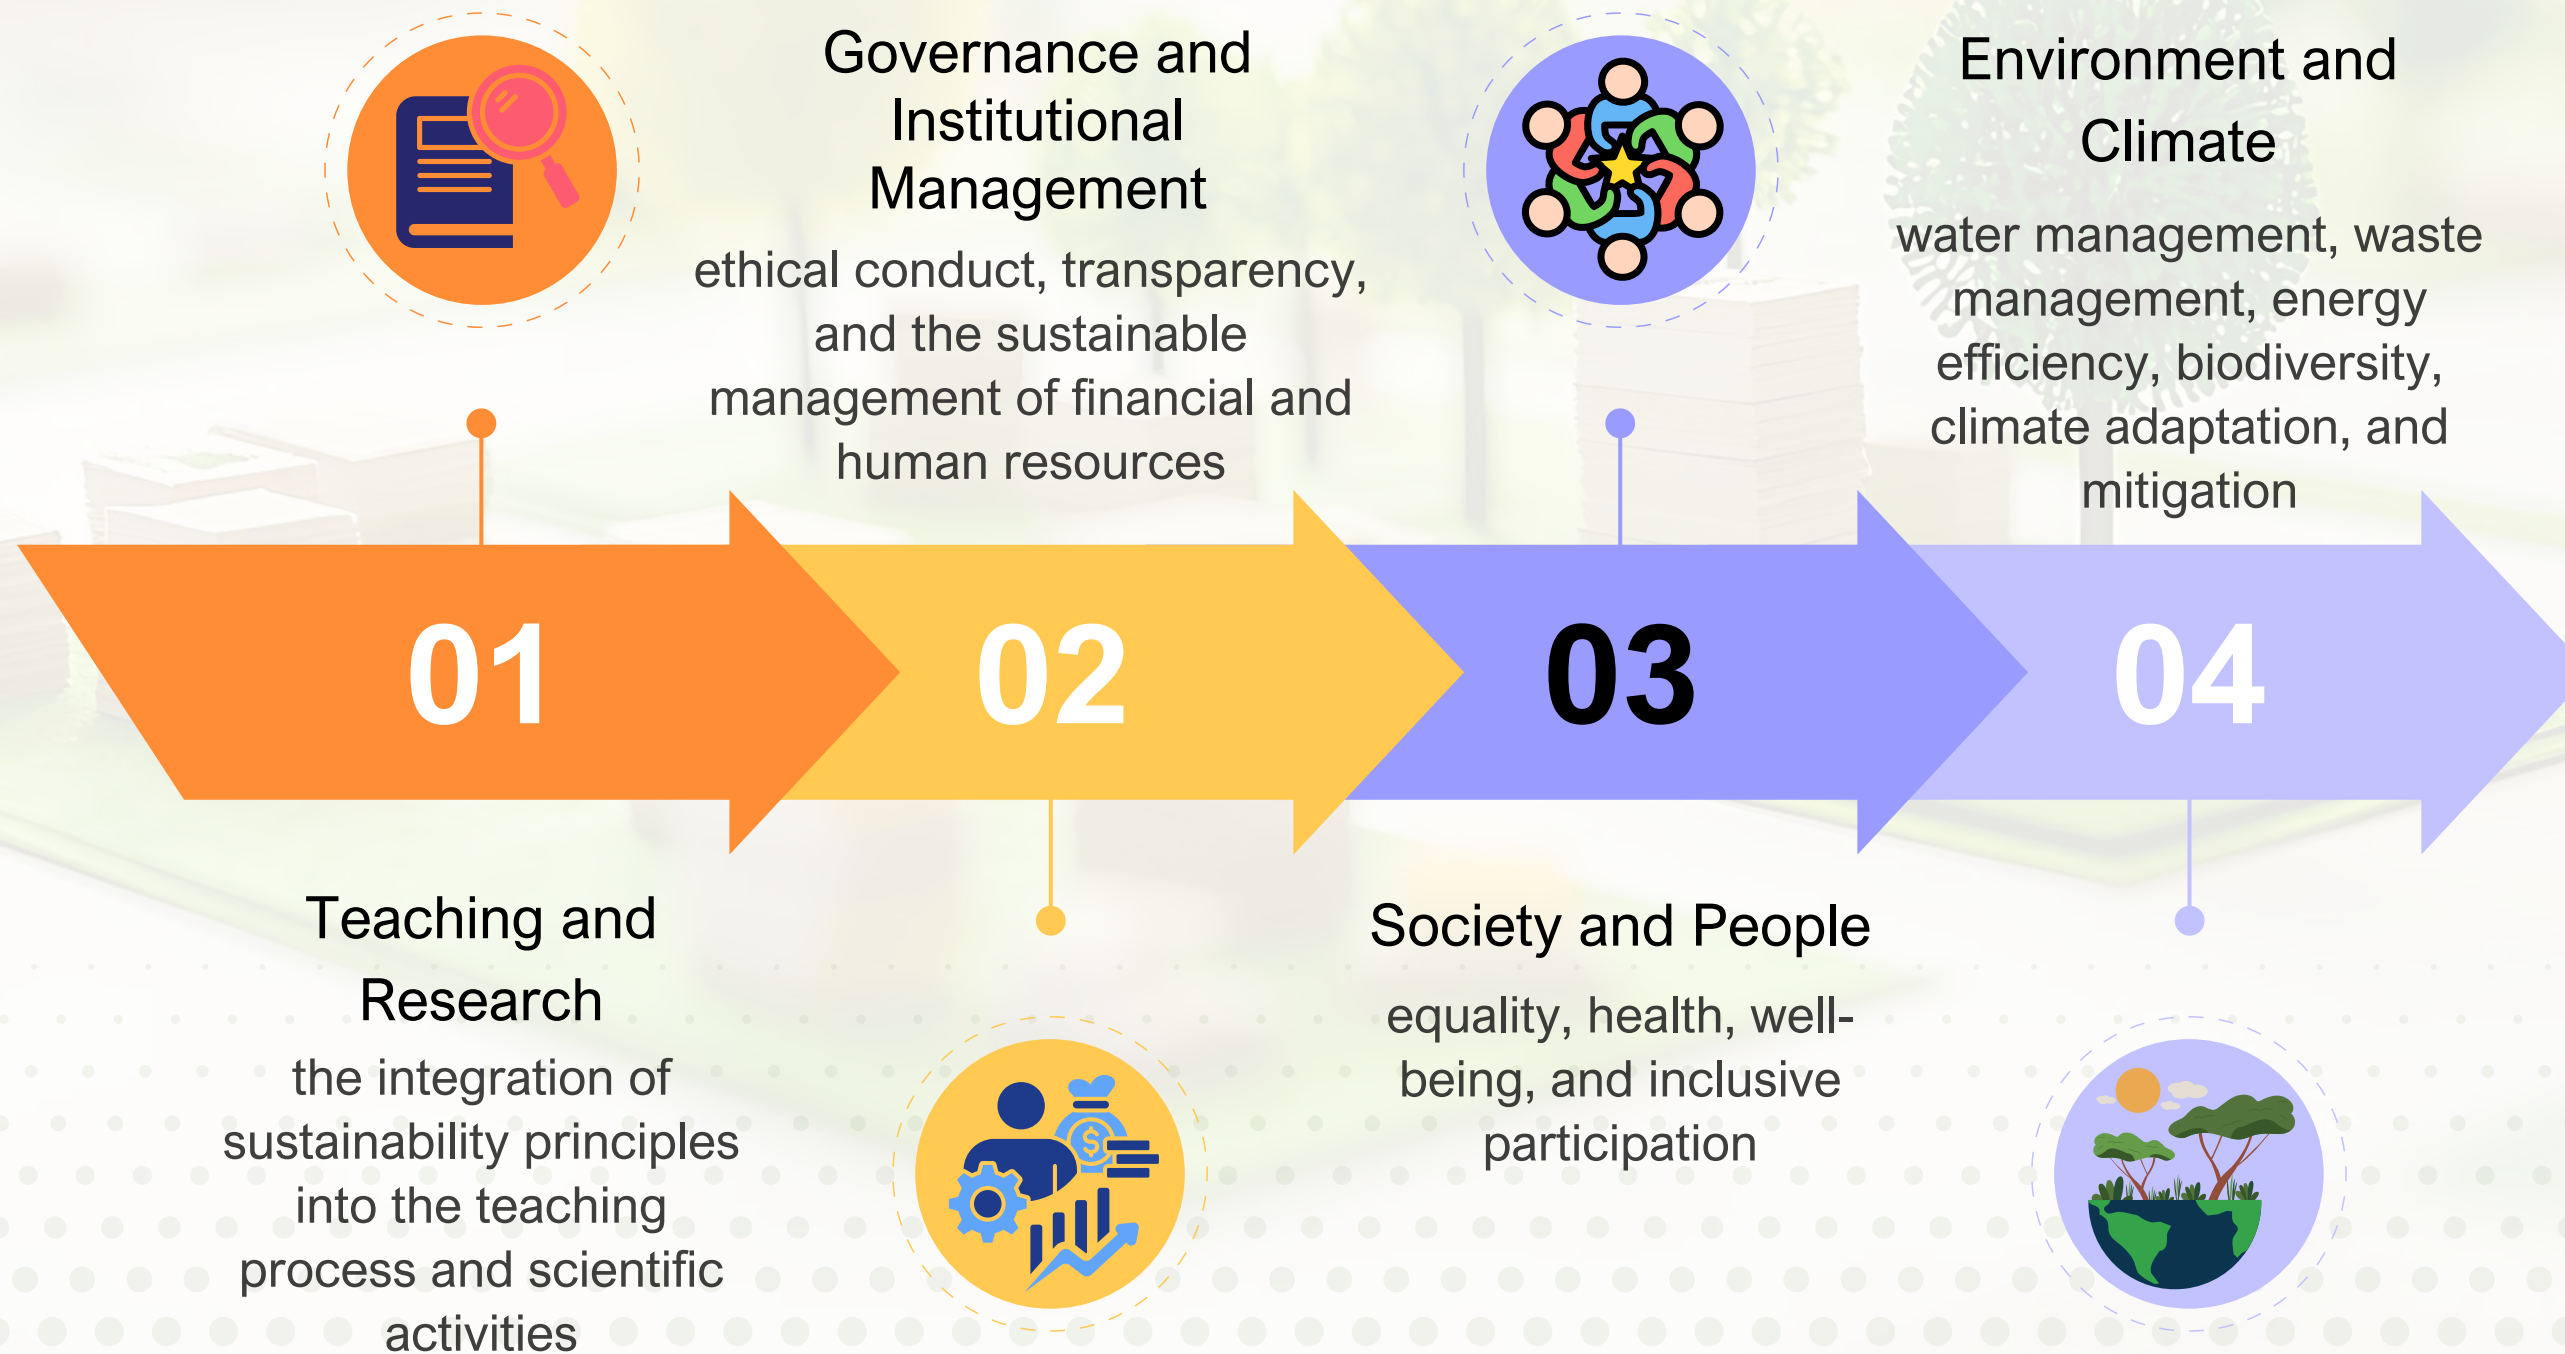 Governance and
Institutional
Management
ethical conduct, transparency,
and the sustainable
management of financial and
human resources
Environment and
Climate
water management, waste
management, energy
efficiency, biodiversity,
climate adaptation, and
mitigation
01
02
03
04
Teaching and
Research
the integration of
sustainability principles
into the teaching
process and scientific
activities
$
Society and People
equality, health, well-
being, and inclusive
participation